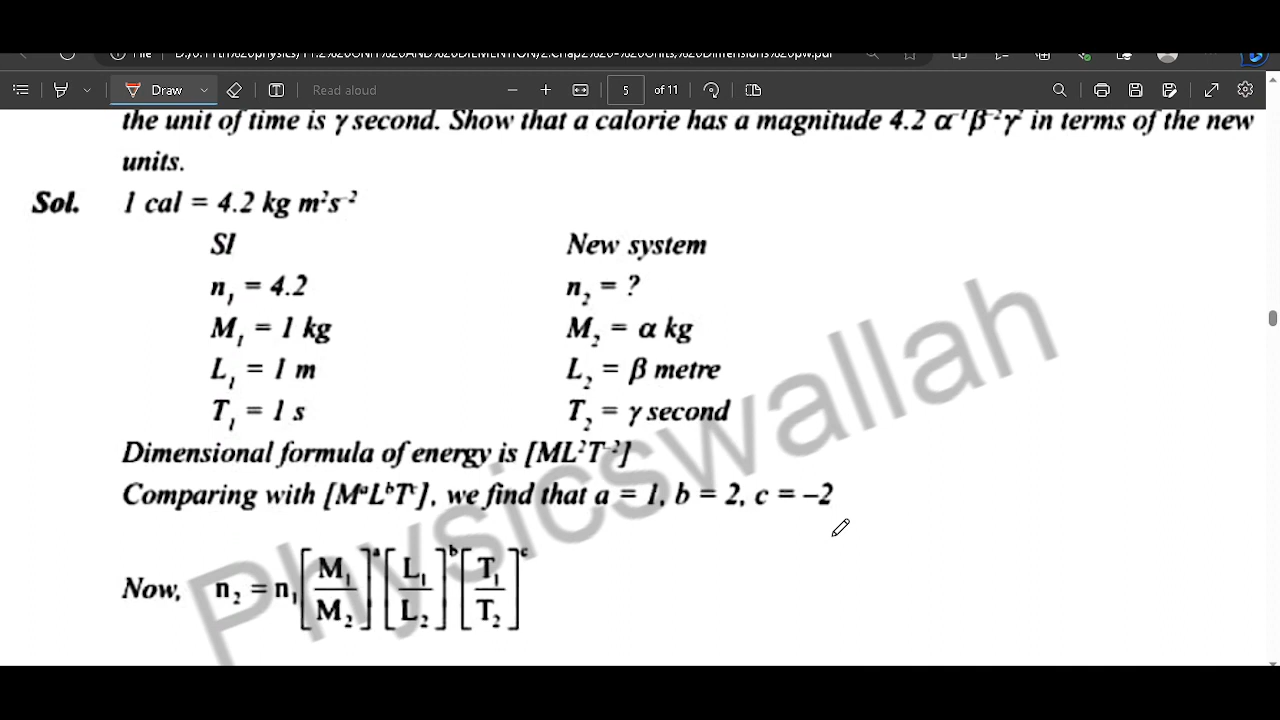 Draw
Read aloud
5 of 11
the unit of time is γ second. Show that a calorie has a magnitude 4.2 α⁻¹β⁻²γ² in terms of the new
units.
Sol. 1 cal = 4.2 kg m²s⁻²
SI New system
n₁ = 4.2 n₂ = ?
M₁ = 1 kg M₂ = α kg
L₁ = 1 m L₂ = β metre
T₁ = 1 s T₂ = γ second
Dimensional formula of energy is [ML²T⁻²]
Comparing with [MᵃLᵇTᶜ], we find that a = 1, b = 2, c = –2
Now, n₂ = n₁ [M₁/M₂]ᵃ [L₁/L₂]ᵇ [T₁/T₂]ᶜ
Physicswallah